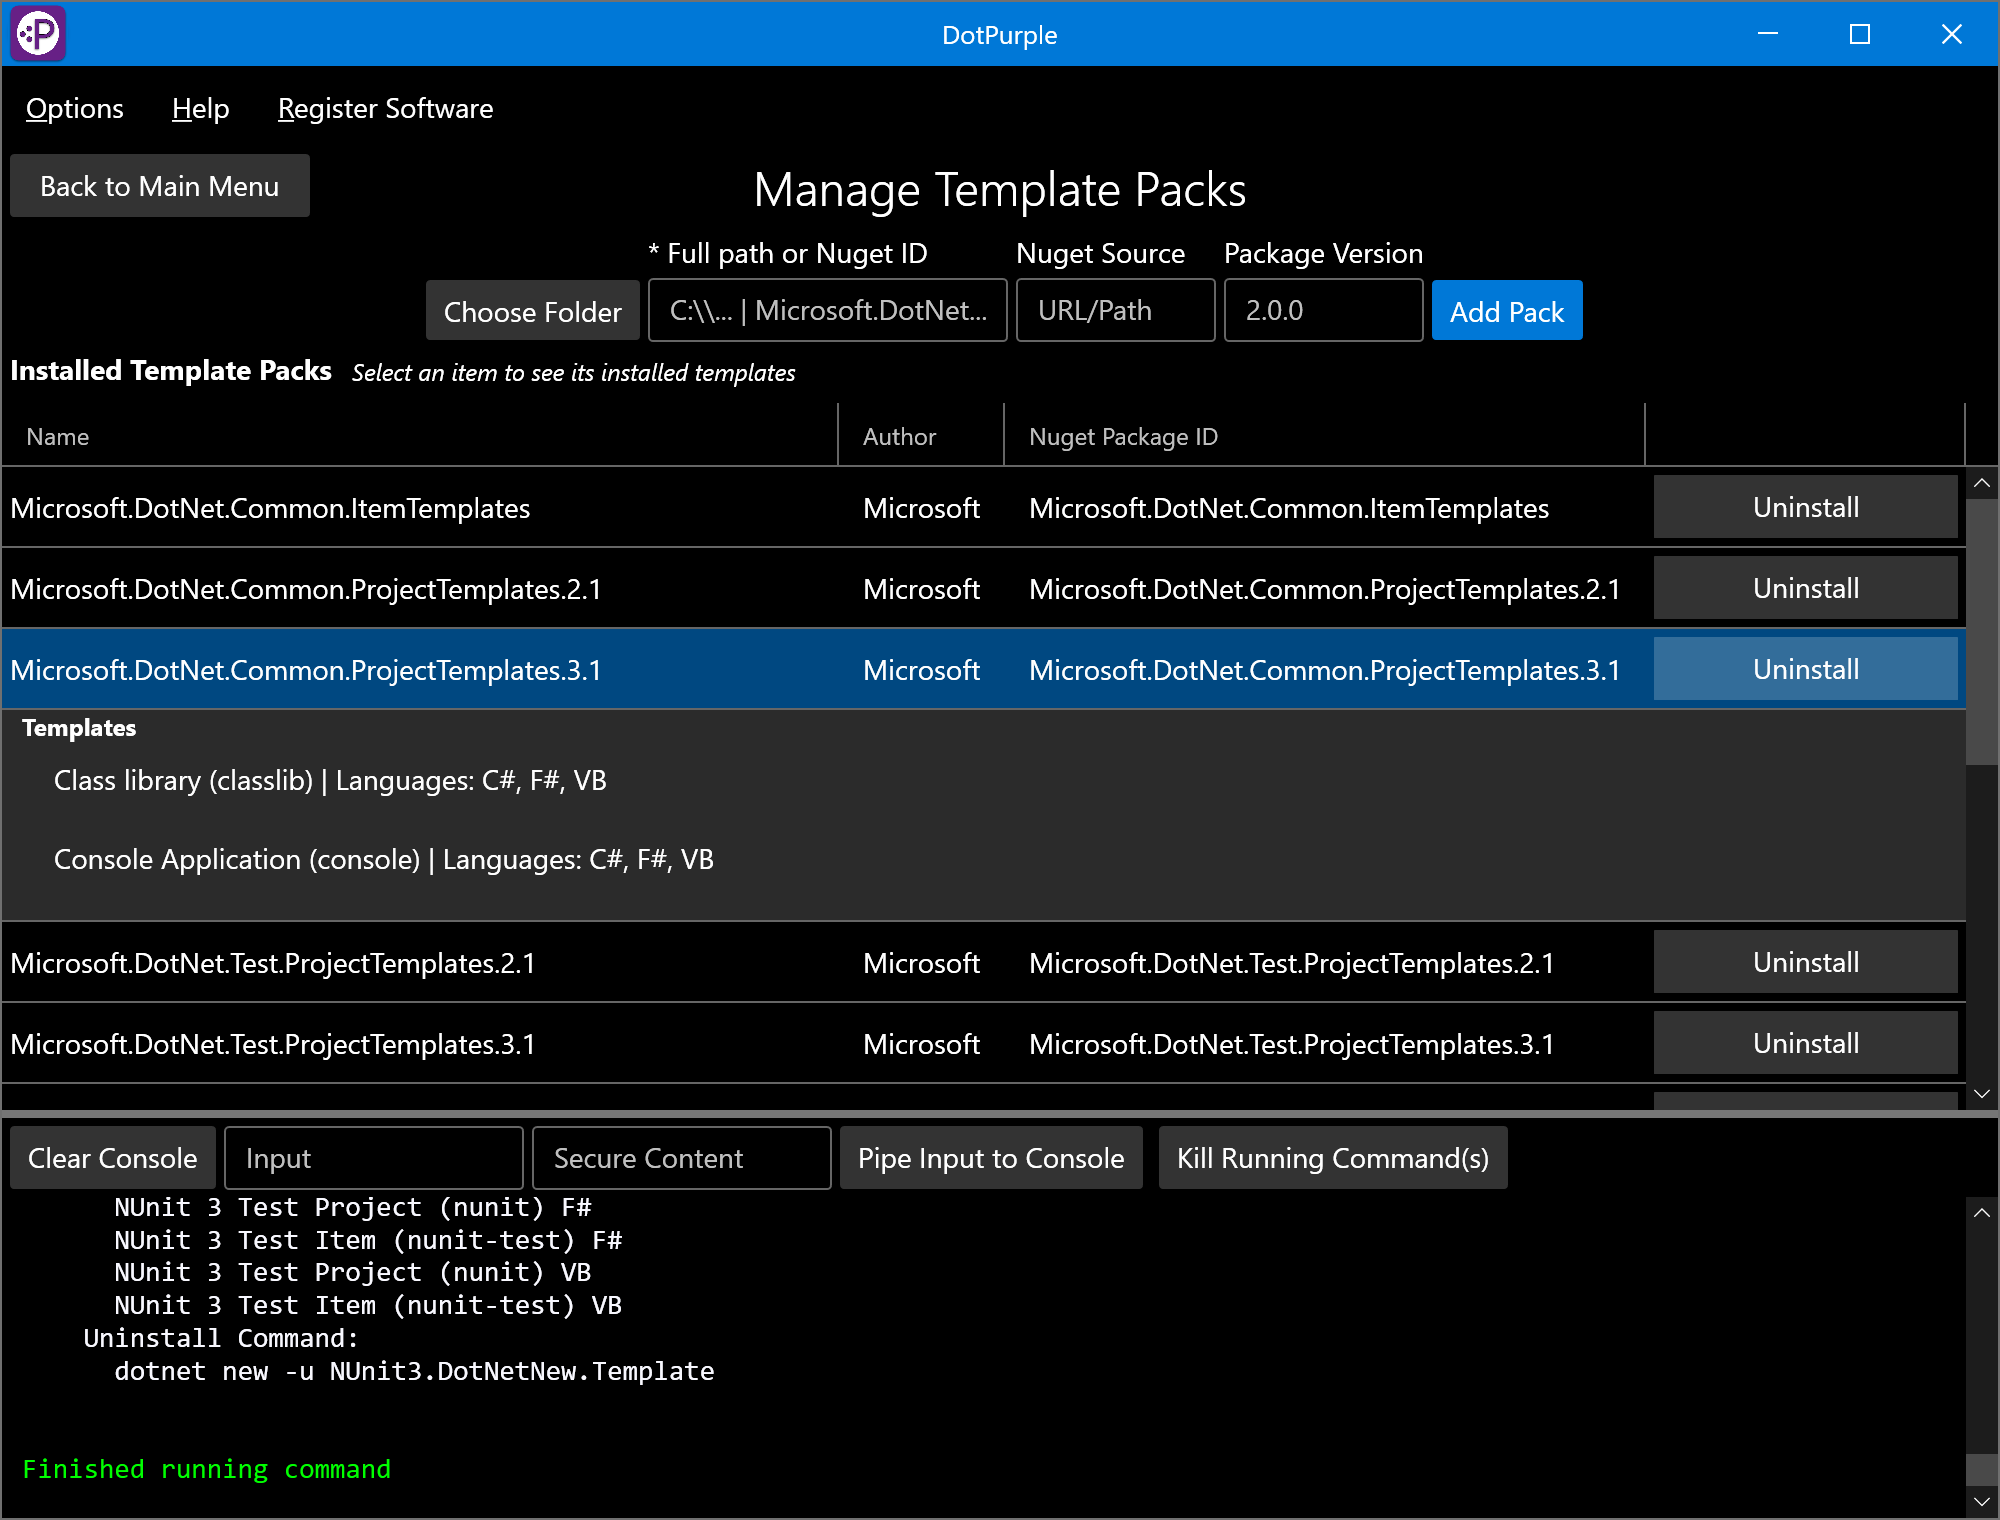 P
DotPurple
Options Help Register Software
Back to Main Menu
Manage Template Packs
* Full path or Nuget ID Nuget Source Package Version
Choose Folder C:\\... | Microsoft.DotNet... URL/Path 2.0.0 Add Pack
Installed Template Packs Select an item to see its installed templates
Name Author Nuget Package ID
Microsoft.DotNet.Common.ItemTemplates Microsoft Microsoft.DotNet.Common.ItemTemplates Uninstall
Microsoft.DotNet.Common.ProjectTemplates.2.1 Microsoft Microsoft.DotNet.Common.ProjectTemplates.2.1 Uninstall
Microsoft.DotNet.Common.ProjectTemplates.3.1 Microsoft Microsoft.DotNet.Common.ProjectTemplates.3.1 Uninstall
Templates
Class library (classlib) | Languages: C#, F#, VB
Console Application (console) | Languages: C#, F#, VB
Microsoft.DotNet.Test.ProjectTemplates.2.1 Microsoft Microsoft.DotNet.Test.ProjectTemplates.2.1 Uninstall
Microsoft.DotNet.Test.ProjectTemplates.3.1 Microsoft Microsoft.DotNet.Test.ProjectTemplates.3.1 Uninstall
Clear Console Input Secure Content Pipe Input to Console Kill Running Command(s)
NUnit 3 Test Project (nunit) F#
NUnit 3 Test Item (nunit-test) F#
NUnit 3 Test Project (nunit) VB
NUnit 3 Test Item (nunit-test) VB
Uninstall Command:
dotnet new -u NUnit3.DotNetNew.Template
Finished running command